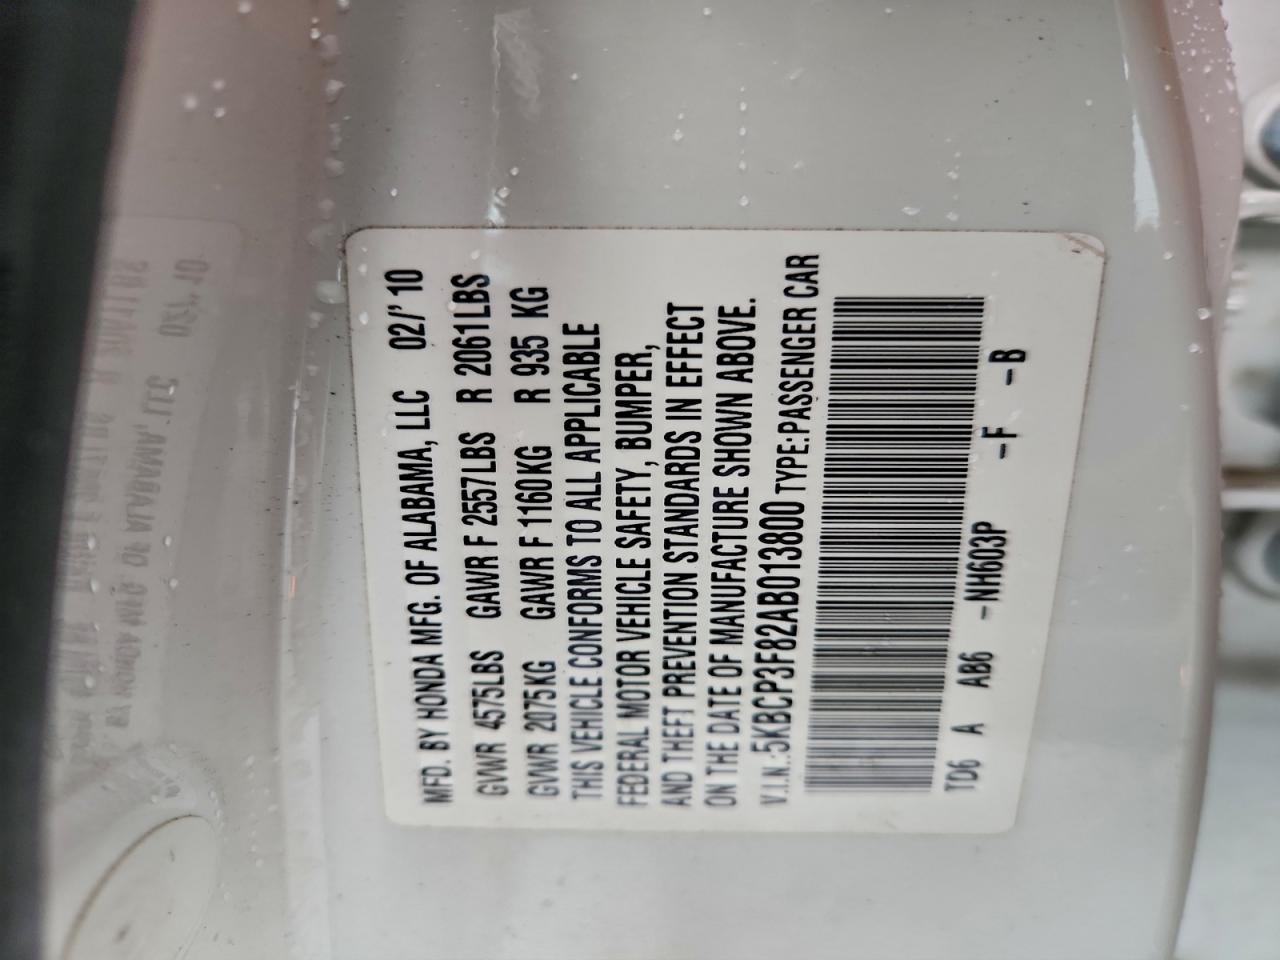 MFD. BY HONDA MFG. OF ALABAMA, LLC 02/'10
GVWR 4575LBS GAWR F 2557LBS R 2061LBS
GVWR 2075KG GAWR F 1160KG R 935 KG
THIS VEHICLE CONFORMS TO ALL APPLICABLE
FEDERAL MOTOR VEHICLE SAFETY, BUMPER,
AND THEFT PREVENTION STANDARDS IN EFFECT
ON THE DATE OF MANUFACTURE SHOWN ABOVE.
V.I.N.:5KBCP3F82AB013800 TYPE:PASSENGER CAR
TD6 A AB6 -NH603P -F -B